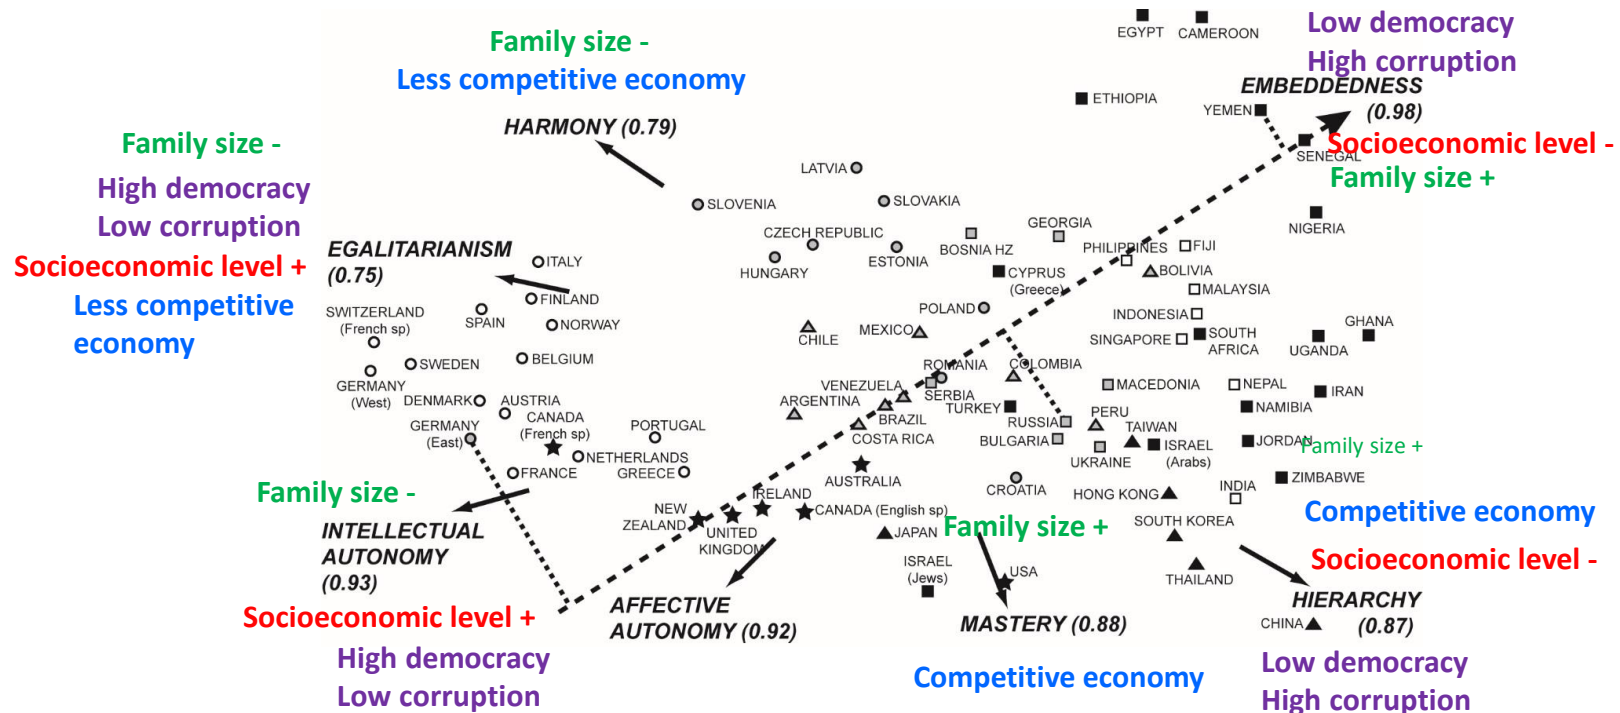 EGYPT
CAMEROON
Low democracy
High corruption
Family size -
Less competitive economy
HARMONY (0.79)
ETHIOPIA
YEMEN
EMBEDDEDNESS
(0.98)
SENEGAL
Socioeconomic level -
Family size +
NIGERIA
Family size -
High democracy
Low corruption
Socioeconomic level +
Less competitive
economy
EGALITARIANISM
(0.75)
LATVIA
SLOVENIA
SLOVAKIA
CZECH REPUBLIC
HUNGARY
ESTONIA
BOSNIA HZ
GEORGIA
PHILIPPINES
FIJI
BOLIVIA
CYPRUS
(Greece)
MALAYSIA
ITALY
FINLAND
SWITZERLAND
(French sp)
SPAIN
NORWAY
POLAND
CHILE
MEXICO
INDONESIA
SINGAPORE
SOUTH
AFRICA
UGANDA
GHANA
SWEDEN
BELGIUM
GERMANY
(West)
ROMANIA
COLOMBIA
SERBIA
VENEZUELA
MACEDONIA
NEPAL
IRAN
DENMARK
AUSTRIA
ARGENTINA
BRAZIL
TURKEY
NAMIBIA
GERMANY
(East)
CANADA
(French sp)
PORTUGAL
COSTA RICA
RUSSIA
PERU
BULGARIA
TAIWAN
UKRAINE
ISRAEL
(Arabs)
JORDAN
Family size +
FRANCE
NETHERLANDS
GREECE
AUSTRALIA
CROATIA
HONG KONG
INDIA
ZIMBABWE
Family size -
INTELLECTUAL
AUTONOMY
(0.93)
NEW
ZEALAND
UNITED
KINGDOM
IRELAND
CANADA (English sp)
JAPAN
Family size +
SOUTH KOREA
Competitive economy
Socioeconomic level -
THAILAND
ISRAEL
(Jews)
USA
HIERARCHY
(0.87)
CHINA
Socioeconomic level +
High democracy
Low corruption
AFFECTIVE
AUTONOMY (0.92)
MASTERY (0.88)
Competitive economy
Low democracy
High corruption